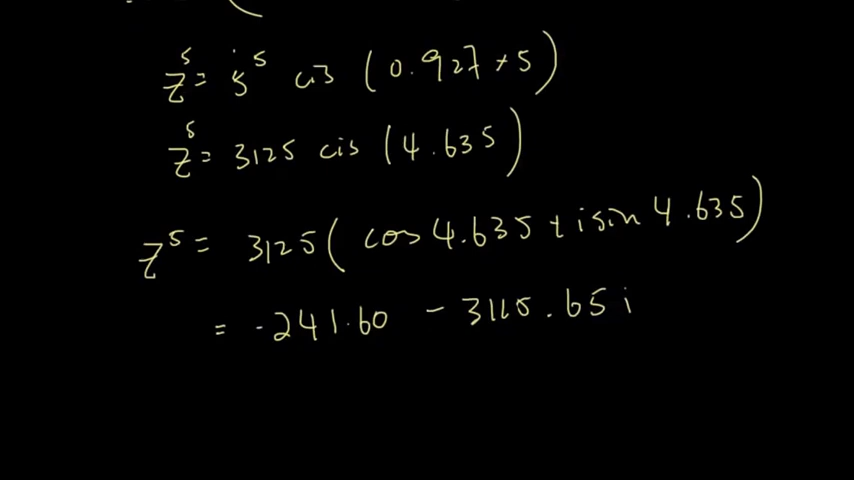 z⁵ = 5⁵ cis (0.927 × 5)
z⁵ = 3125 cis (4.635)
z⁵ = 3125 ( cos 4.635 + i sin 4.635 )
= -241.60 - 3115.65 i